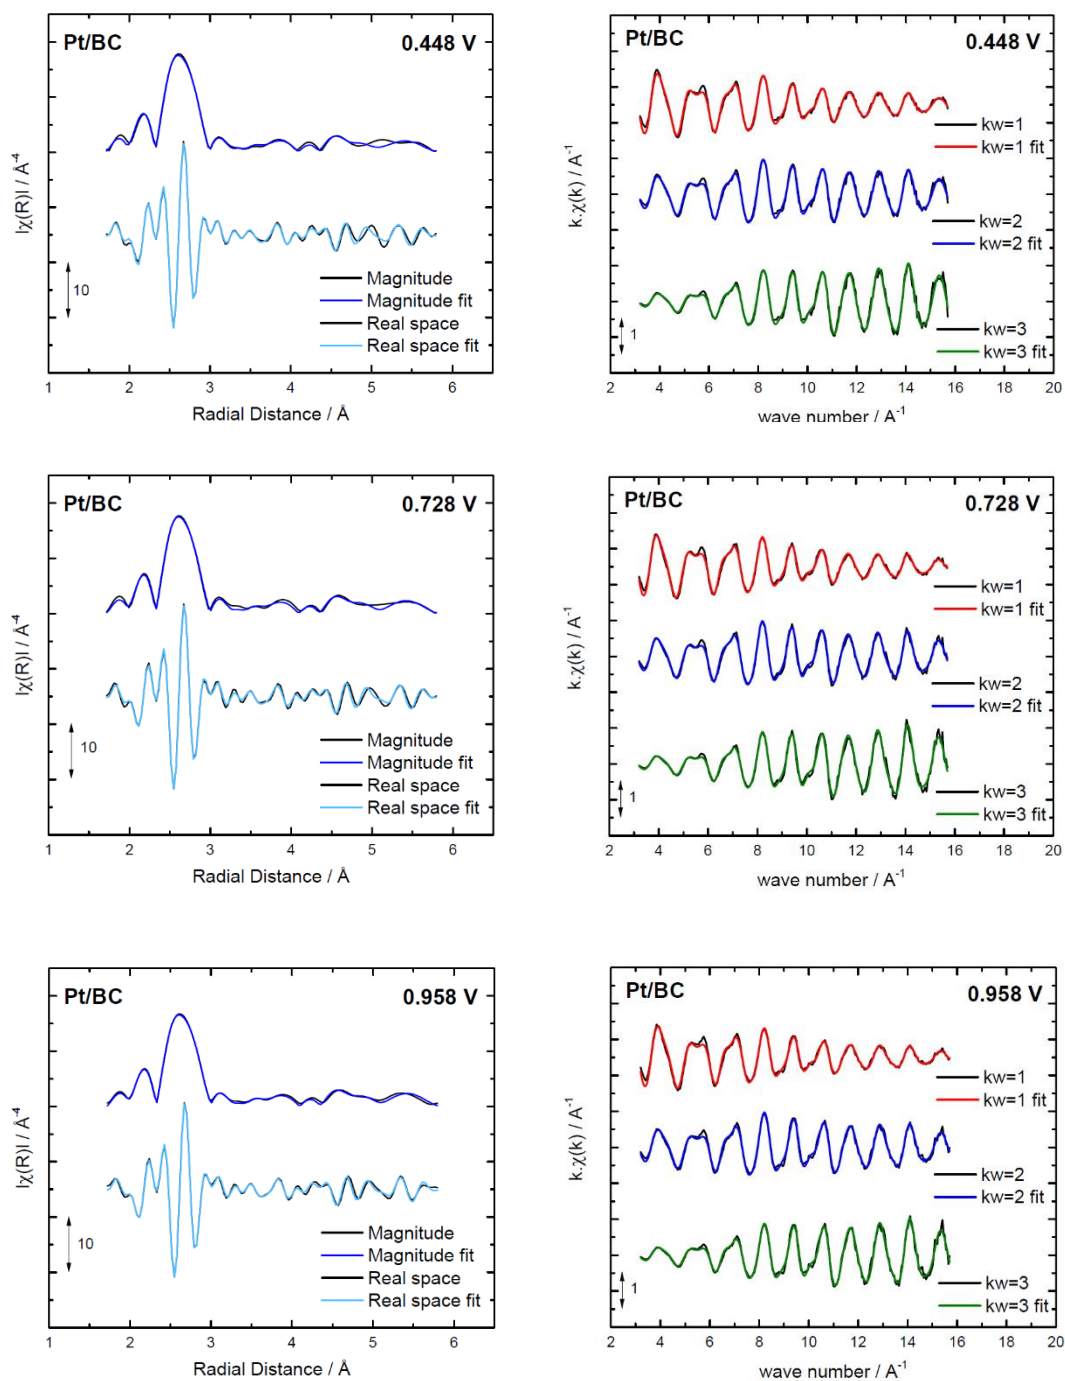 Pt/BC 0.448 V
|χ(R)| / Å⁻⁴
10
Magnitude
Magnitude fit
Real space
Real space fit
1 2 3 4 5 6
Radial Distance / Å
Pt/BC 0.448 V
k.χ(k) / A⁻¹
kw=1
kw=1 fit
kw=2
kw=2 fit
1
kw=3
kw=3 fit
2 4 6 8 10 12 14 16 18 20
wave number / A⁻¹
Pt/BC 0.728 V
|χ(R)| / Å⁻⁴
10
Magnitude
Magnitude fit
Real space
Real space fit
1 2 3 4 5 6
Radial Distance / Å
Pt/BC 0.728 V
k.χ(k) / A⁻¹
kw=1
kw=1 fit
kw=2
kw=2 fit
1
kw=3
kw=3 fit
2 4 6 8 10 12 14 16 18 20
wave number / A⁻¹
Pt/BC 0.958 V
|χ(R)| / Å⁻⁴
10
Magnitude
Magnitude fit
Real space
Real space fit
1 2 3 4 5 6
Radial Distance / Å
Pt/BC 0.958 V
k.χ(k) / A⁻¹
kw=1
kw=1 fit
kw=2
kw=2 fit
1
kw=3
kw=3 fit
2 4 6 8 10 12 14 16 18 20
wave number / A⁻¹